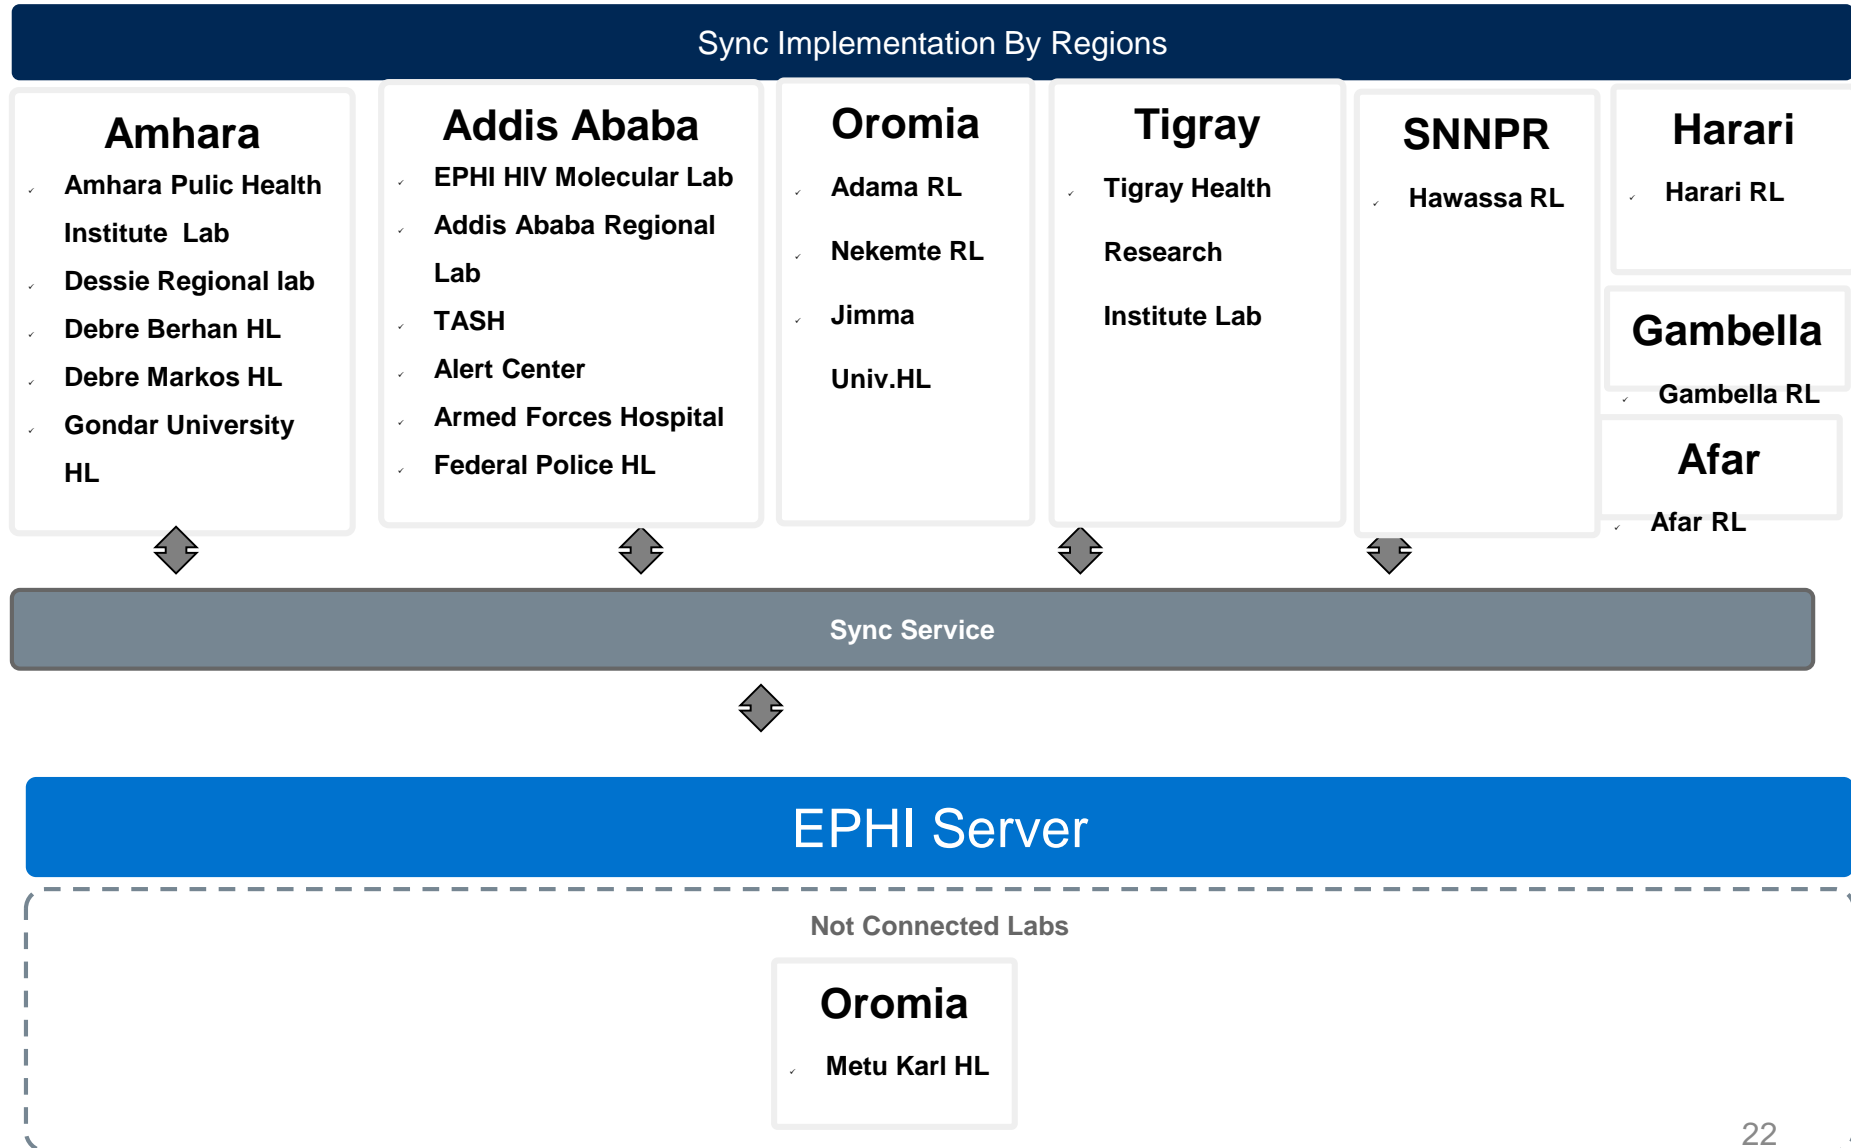 Sync Implementation By Regions
Amhara
✓ Amhara Pulic Health
Institute Lab
✓ Dessie Regional lab
✓ Debre Berhan HL
✓ Debre Markos HL
✓ Gondar University
HL
Addis Ababa
✓ EPHI HIV Molecular Lab
✓ Addis Ababa Regional
Lab
✓ TASH
✓ Alert Center
✓ Armed Forces Hospital
✓ Federal Police HL
Oromia
✓ Adama RL
✓ Nekemte RL
✓ Jimma
Univ.HL
Tigray
✓ Tigray Health
Research
Institute Lab
SNNPR
✓ Hawassa RL
Harari
✓ Harari RL
Gambella
✓ Gambella RL
Afar
✓ Afar RL
Sync Service
EPHI Server
Not Connected Labs
Oromia
✓ Metu Karl HL
22